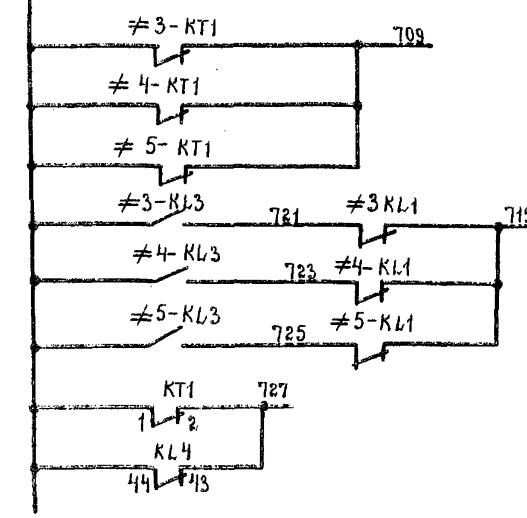 ≠3-KT1
709
≠ 4- KT1
≠ 5- KT1
≠3-KL3
721
≠3KL1
≠4-KL3
723
≠4-KL1
≠5-KL3
725
≠5-KL1
KT1
727
1
2
KL4
44
43